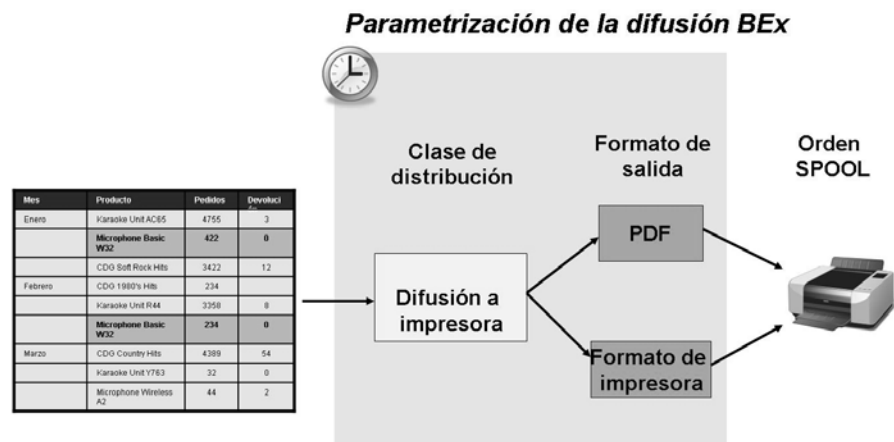 Parametrización de la difusión BEx
Clase de
distribución
Formato de
salida
Orden
SPOOL
Mes Producto Pedidos Devoluci
Enero Karaoke Unit AC65 4755 3
Microphone Basic 422 0
W32
CDG Soft Rock Hits 3422 12
Febrero CDG 1980's Hits 234
Karaoke Unit R44 3358 8
Microphone Basic 234 0
W32
Marzo CDG Country Hits 4389 54
Karaoke Unit Y763 32 0
Microphone Wireless 44 2
A2
Difusión a
impresora
PDF
Formato de
impresora